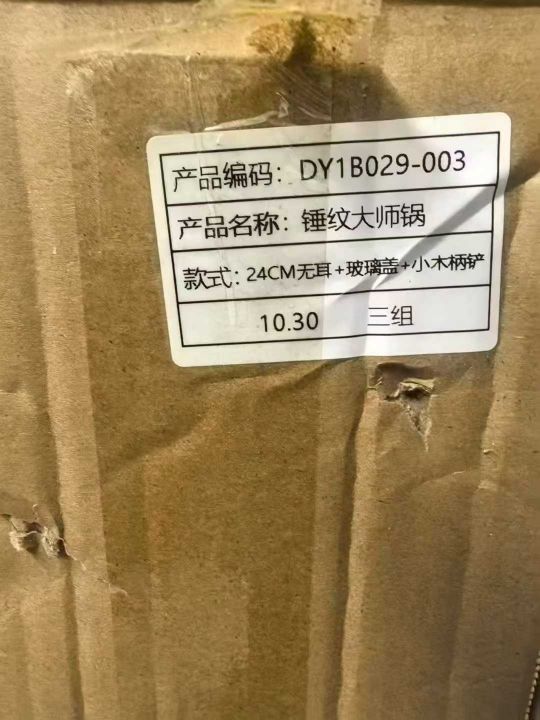 产品编码：DY1B029-003
产品名称：锤纹大师锅
款式：24CM无耳+玻璃盖+小木柄铲
10.30 三组